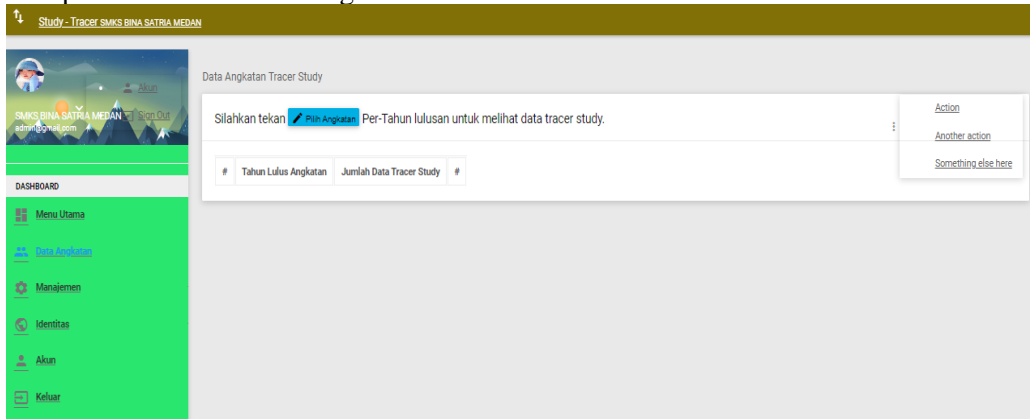 Study - Tracer SMKS BINA SATRIA MEDAN
Akun
SMKS BINA SATRIA MEDAN
Sign Out
admin@gmail.com
DASHBOARD
Menu Utama
Data Angkatan
Manajemen
Identitas
Akun
Keluar
Data Angkatan Tracer Study
Silahkan tekan Pilih Angkatan Per-Tahun lulusan untuk melihat data tracer study.
# Tahun Lulus Angkatan Jumlah Data Tracer Study #
Action
Another action
Something else here